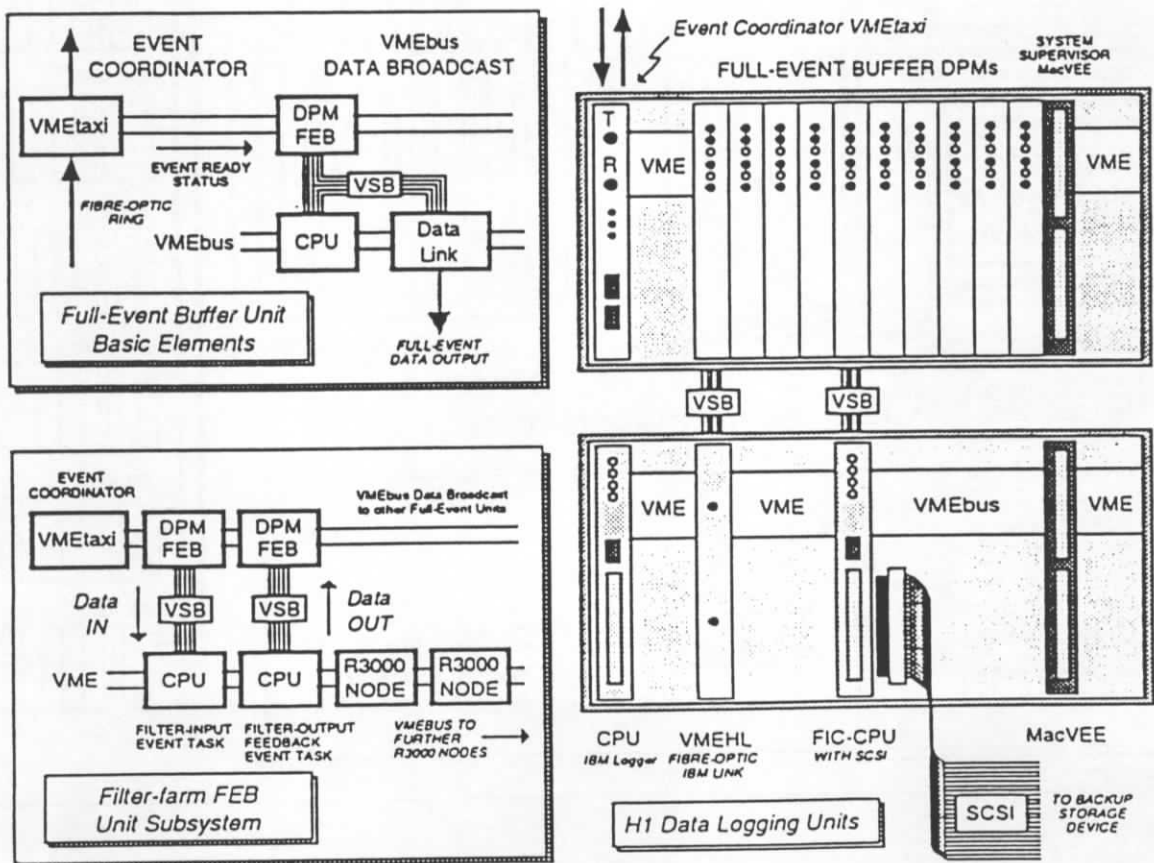 EVENT
COORDINATOR
VMEbus
DATA BROADCAST
VMEtaxi
DPM
FEB
EVENT READY
STATUS
VSB
FIBRE-OPTIC
RING
VMEbus
CPU
Data
Link
Full-Event Buffer Unit
Basic Elements
FULL-EVENT
DATA OUTPUT
Event Coordinator VMEtaxi
FULL-EVENT BUFFER DPMs
SYSTEM
SUPERVISOR
MacVEE
T
R
VME
VME
VSB
VSB
EVENT
COORDINATOR
VMEbus Data Broadcast
to other Full-Event Units
VMEtaxi
DPM
FEB
DPM
FEB
Data
IN
VSB
VSB
Data
OUT
VME
CPU
CPU
R3000
NODE
R3000
NODE
FILTER-INPUT
EVENT TASK
FILTER-OUTPUT
FEEDBACK
EVENT TASK
VMEBUS TO
FURTHER
R3000 NODES
Filter-farm FEB
Unit Subsystem
VME
VME
VMEbus
VME
CPU
IBM Logger
VMEHL
FIBRE-OPTIC
IBM LINK
FIC-CPU
WITH SCSI
MacVEE
H1 Data Logging Units
SCSI
TO BACKUP
STORAGE
DEVICE